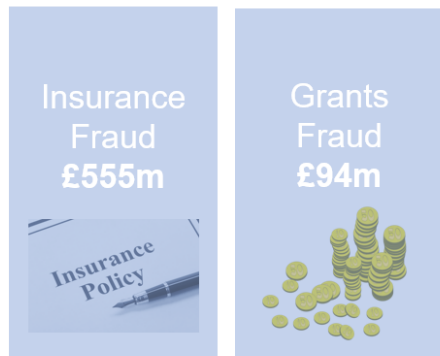 Insurance
Fraud
£555m
Insurance
Policy
Grants
Fraud
£94m